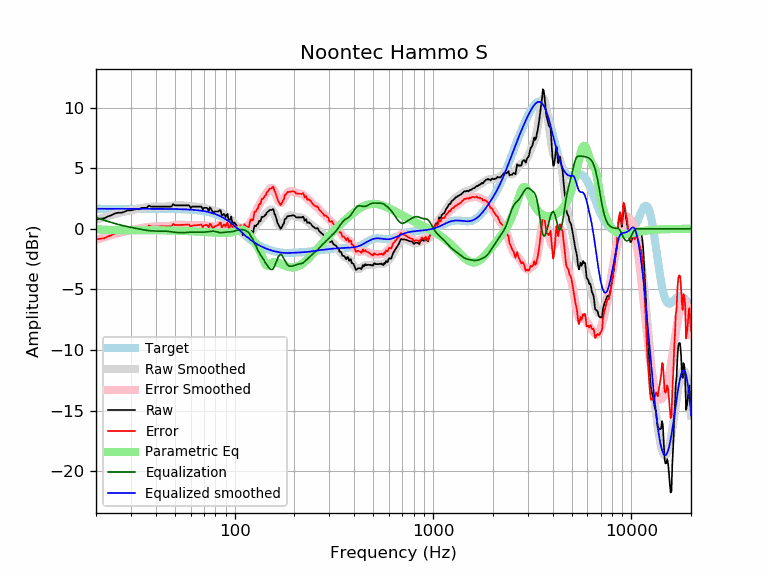 Noontec Hammo S
Amplitude (dBr)
10
5
0
−5
−10
−15
−20
Target
Raw Smoothed
Error Smoothed
Raw
Error
Parametric Eq
Equalization
Equalized smoothed
100
1000
10000
Frequency (Hz)